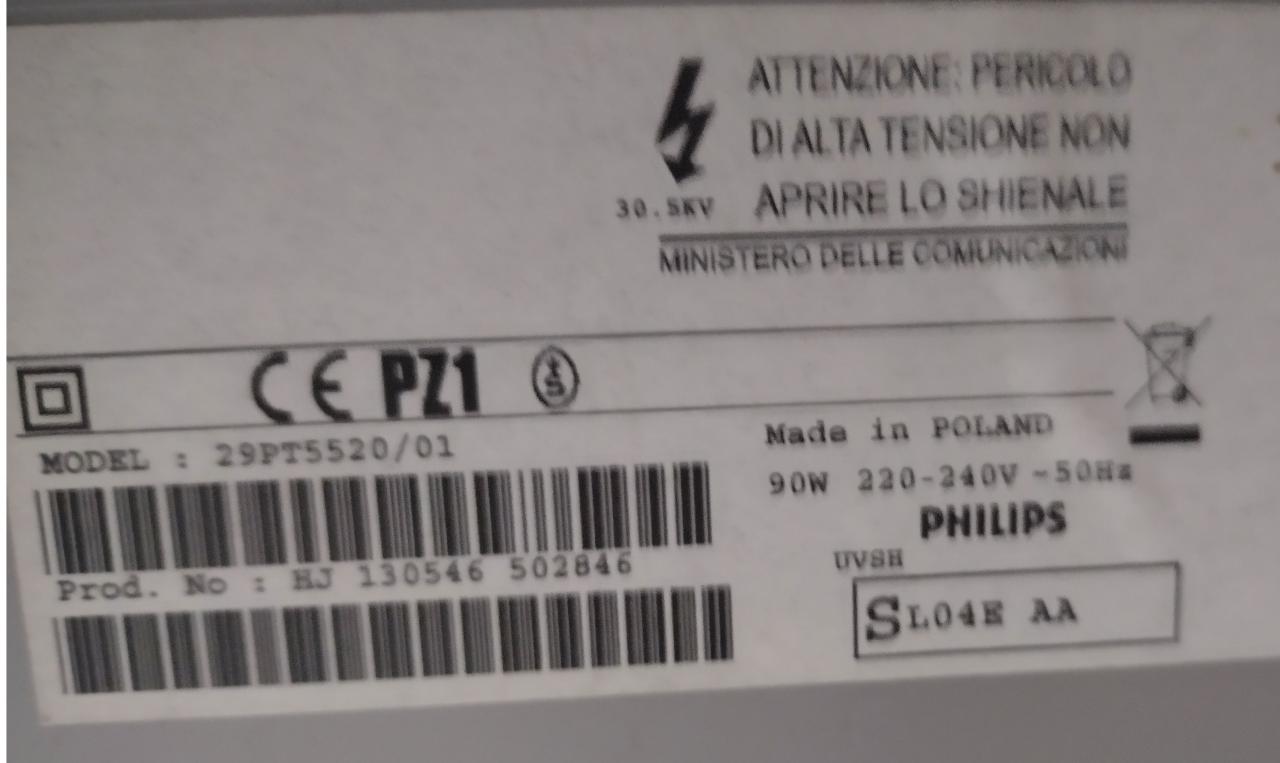 ATTENZIONE: PERICOLO
DI ALTA TENSIONE NON
30.5KV APRIRE LO SHIENALE
MINISTERO DELLE COMUNICAZIONI
CE PZ1
MODEL : 29PT5520/01
Made in POLAND
90W 220-240V ~50Hz
PHILIPS
Prod. No : HJ 130546 502846
UVSH
SL04E AA